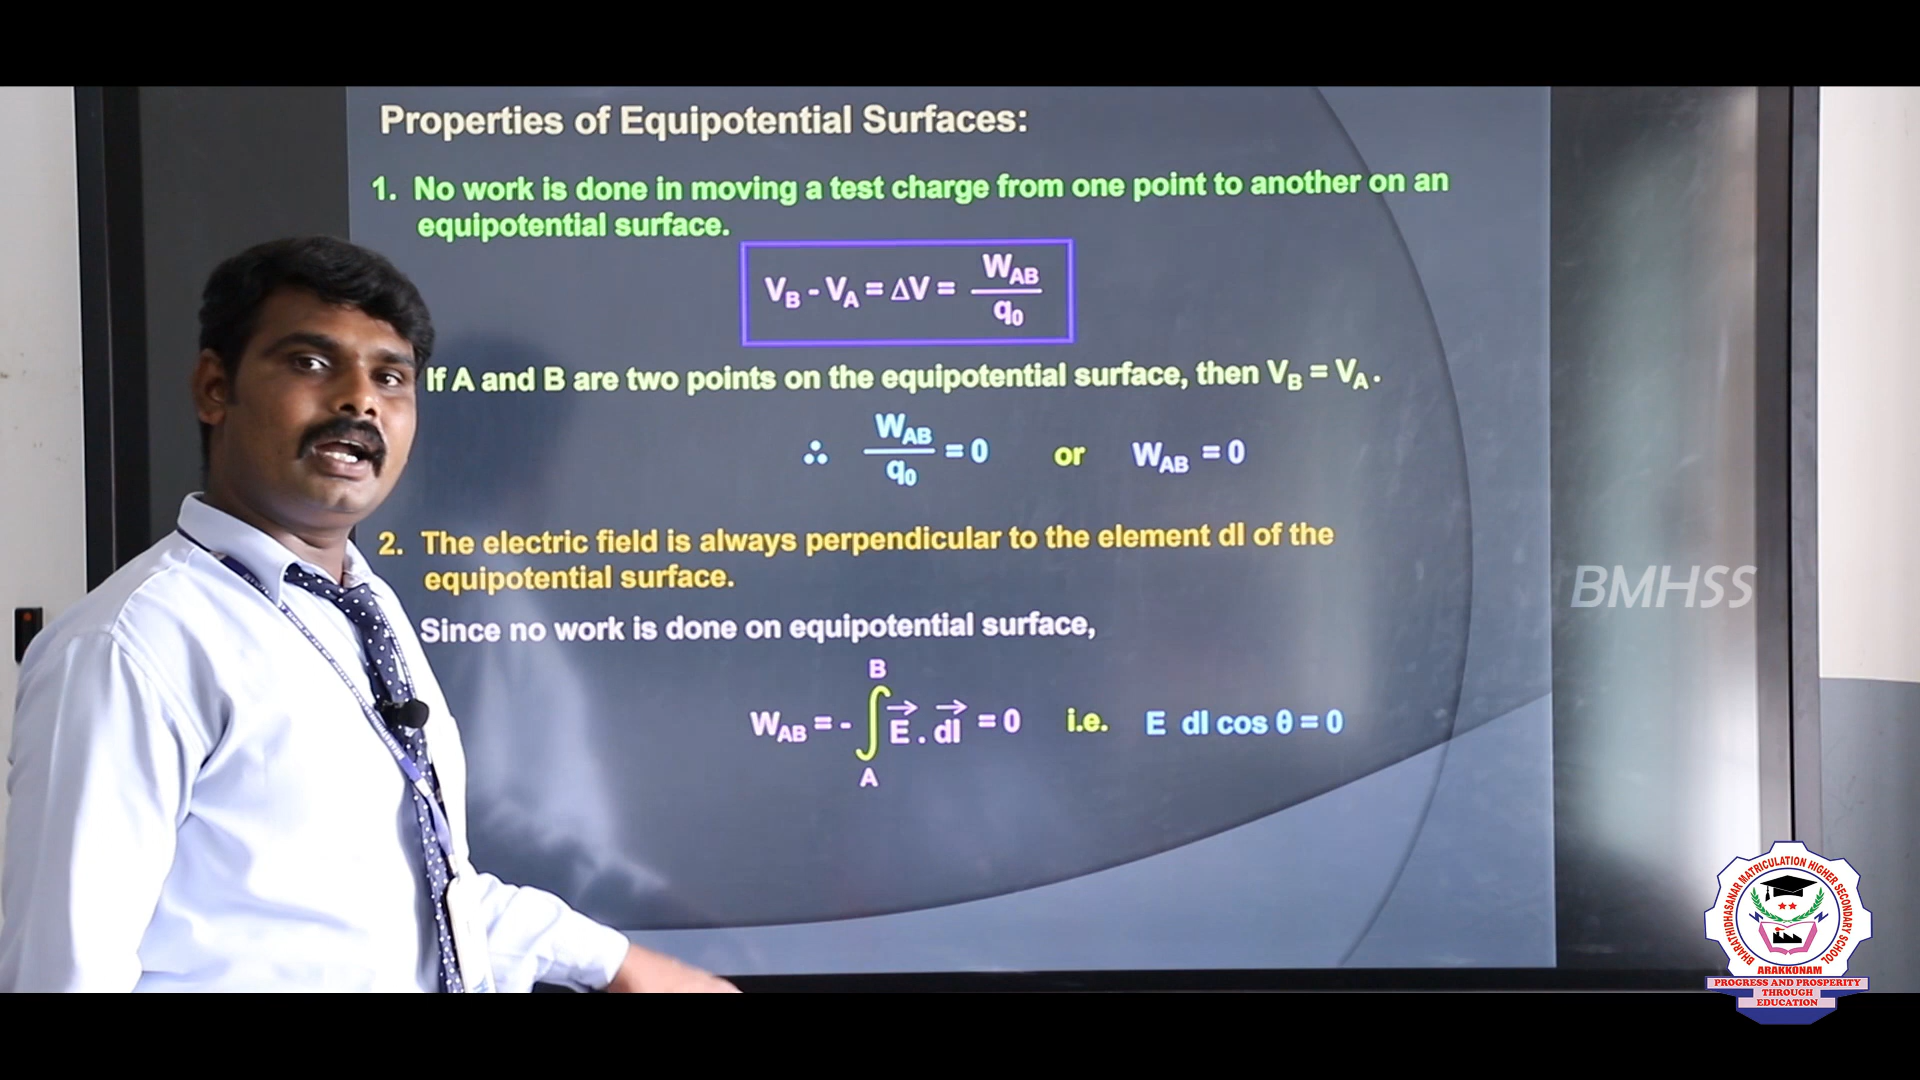 Properties of Equipotential Surfaces:
1. No work is done in moving a test charge from one point to another on an
equipotential surface.
V_B - V_A = ΔV = W_AB / q_0
If A and B are two points on the equipotential surface, then V_B = V_A .
∴ W_AB / q_0 = 0 or W_AB = 0
2. The electric field is always perpendicular to the element dl of the
equipotential surface.
Since no work is done on equipotential surface,
B
W_AB = - ∫ E→ . dl→ = 0 i.e. E dl cos θ = 0
A
BMHSS
BHARATHIDHASANAR MATRICULATION HIGHER SECONDARY SCHOOL
ARAKKONAM
PROGRESS AND PROSPERITY
THROUGH
EDUCATION